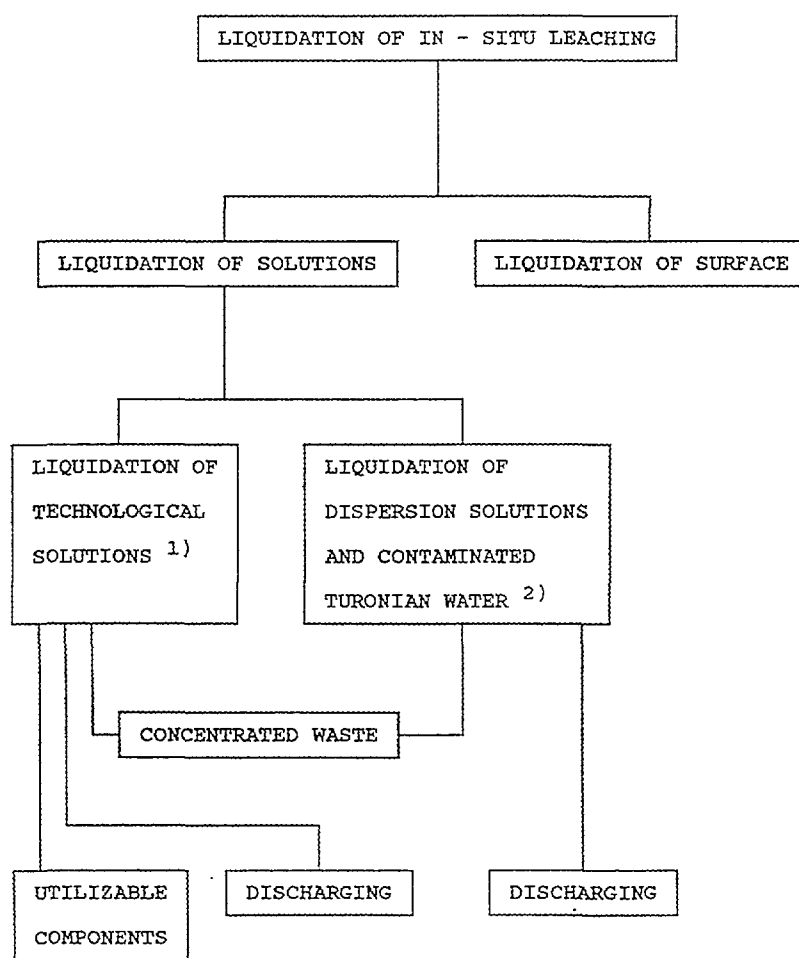 LIQUIDATION OF IN - SITU LEACHING
LIQUIDATION OF SOLUTIONS
LIQUIDATION OF SURFACE
LIQUIDATION OF
TECHNOLOGICAL
SOLUTIONS 1)
LIQUIDATION OF
DISPERSION SOLUTIONS
AND CONTAMINATED
TURONIAN WATER 2)
CONCENTRATED WASTE
UTILIZABLE
COMPONENTS
DISCHARGING
DISCHARGING